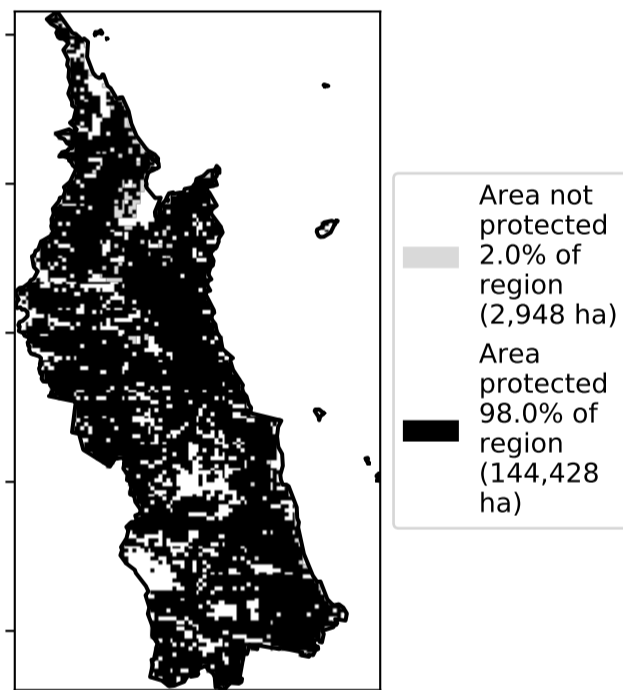 Area not
protected
2.0% of
region
(2,948 ha)
Area
protected
98.0% of
region
(144,428
ha)